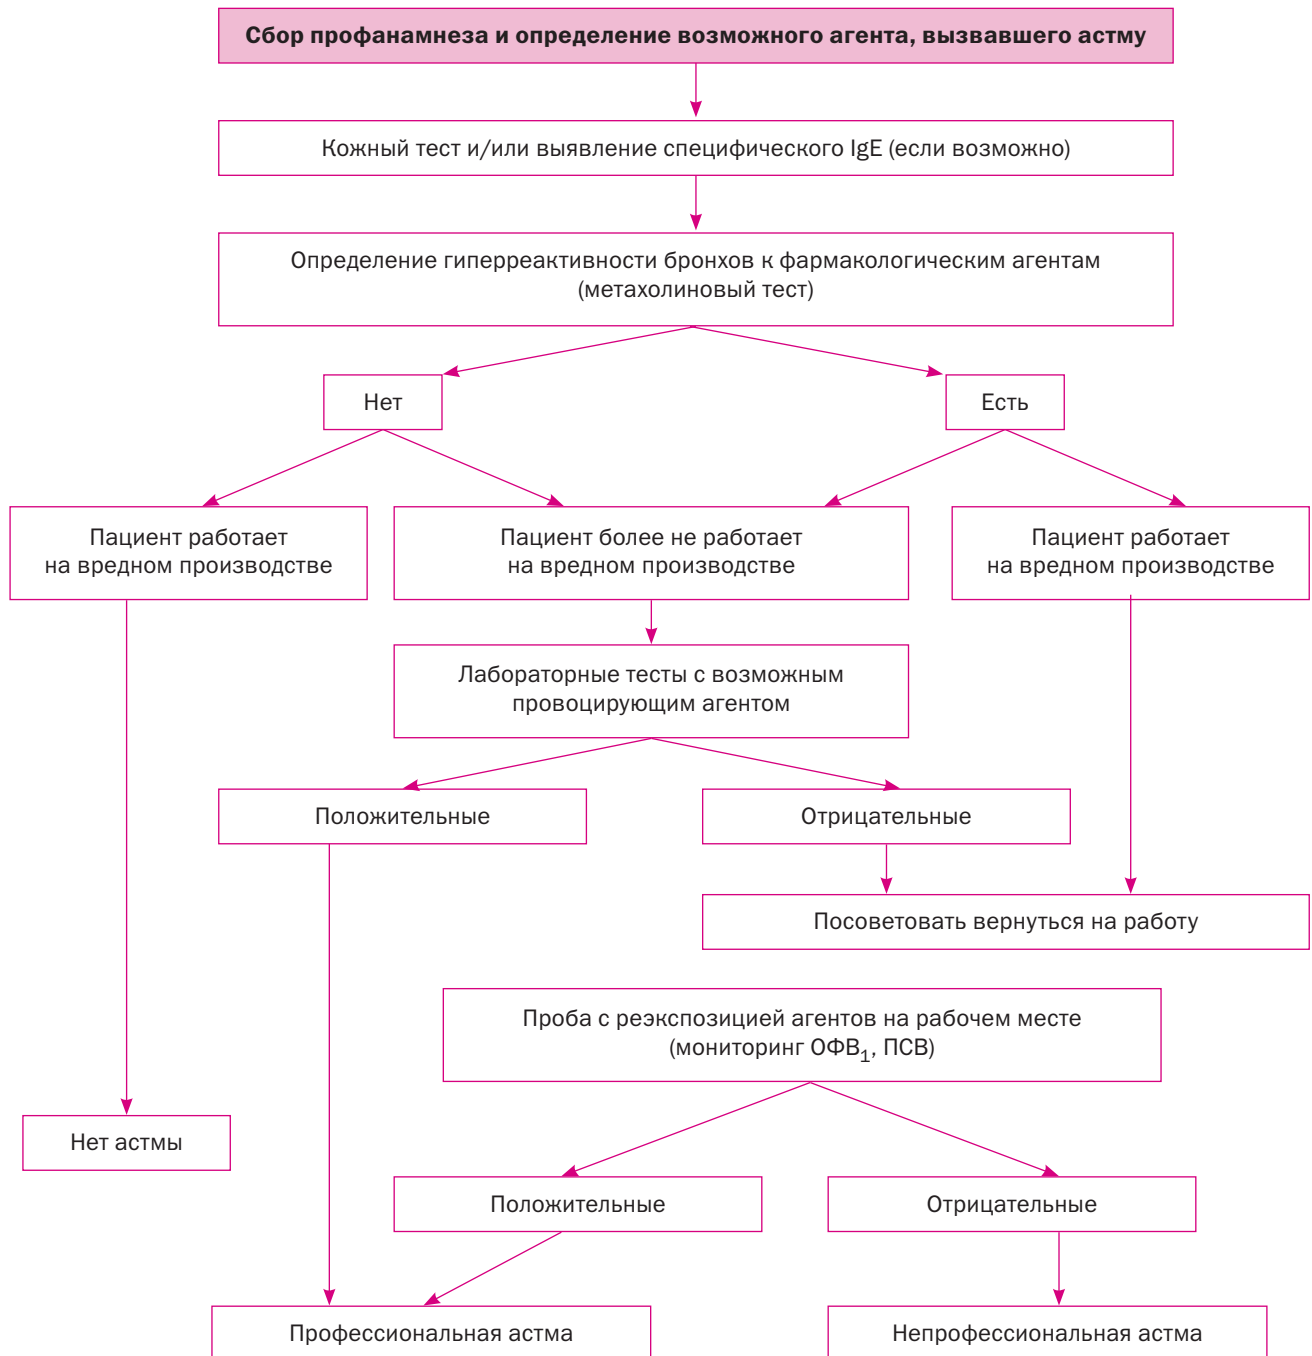 Сбор профанамнеза и определение возможного агента, вызвавшего астму
Кожный тест и/или выявление специфического IgE (если возможно)
Определение гиперреактивности бронхов к фармакологическим агентам
(метахолиновый тест)
Нет
Есть
Пациент работает
на вредном производстве
Пациент более не работает
на вредном производстве
Пациент работает
на вредном производстве
Лабораторные тесты с возможным
провоцирующим агентом
Положительные
Отрицательные
Посоветовать вернуться на работу
Проба с реэкспозицией агентов на рабочем месте
(мониторинг ОФВ₁, ПСВ)
Нет астмы
Положительные
Отрицательные
Профессиональная астма
Непрофессиональная астма